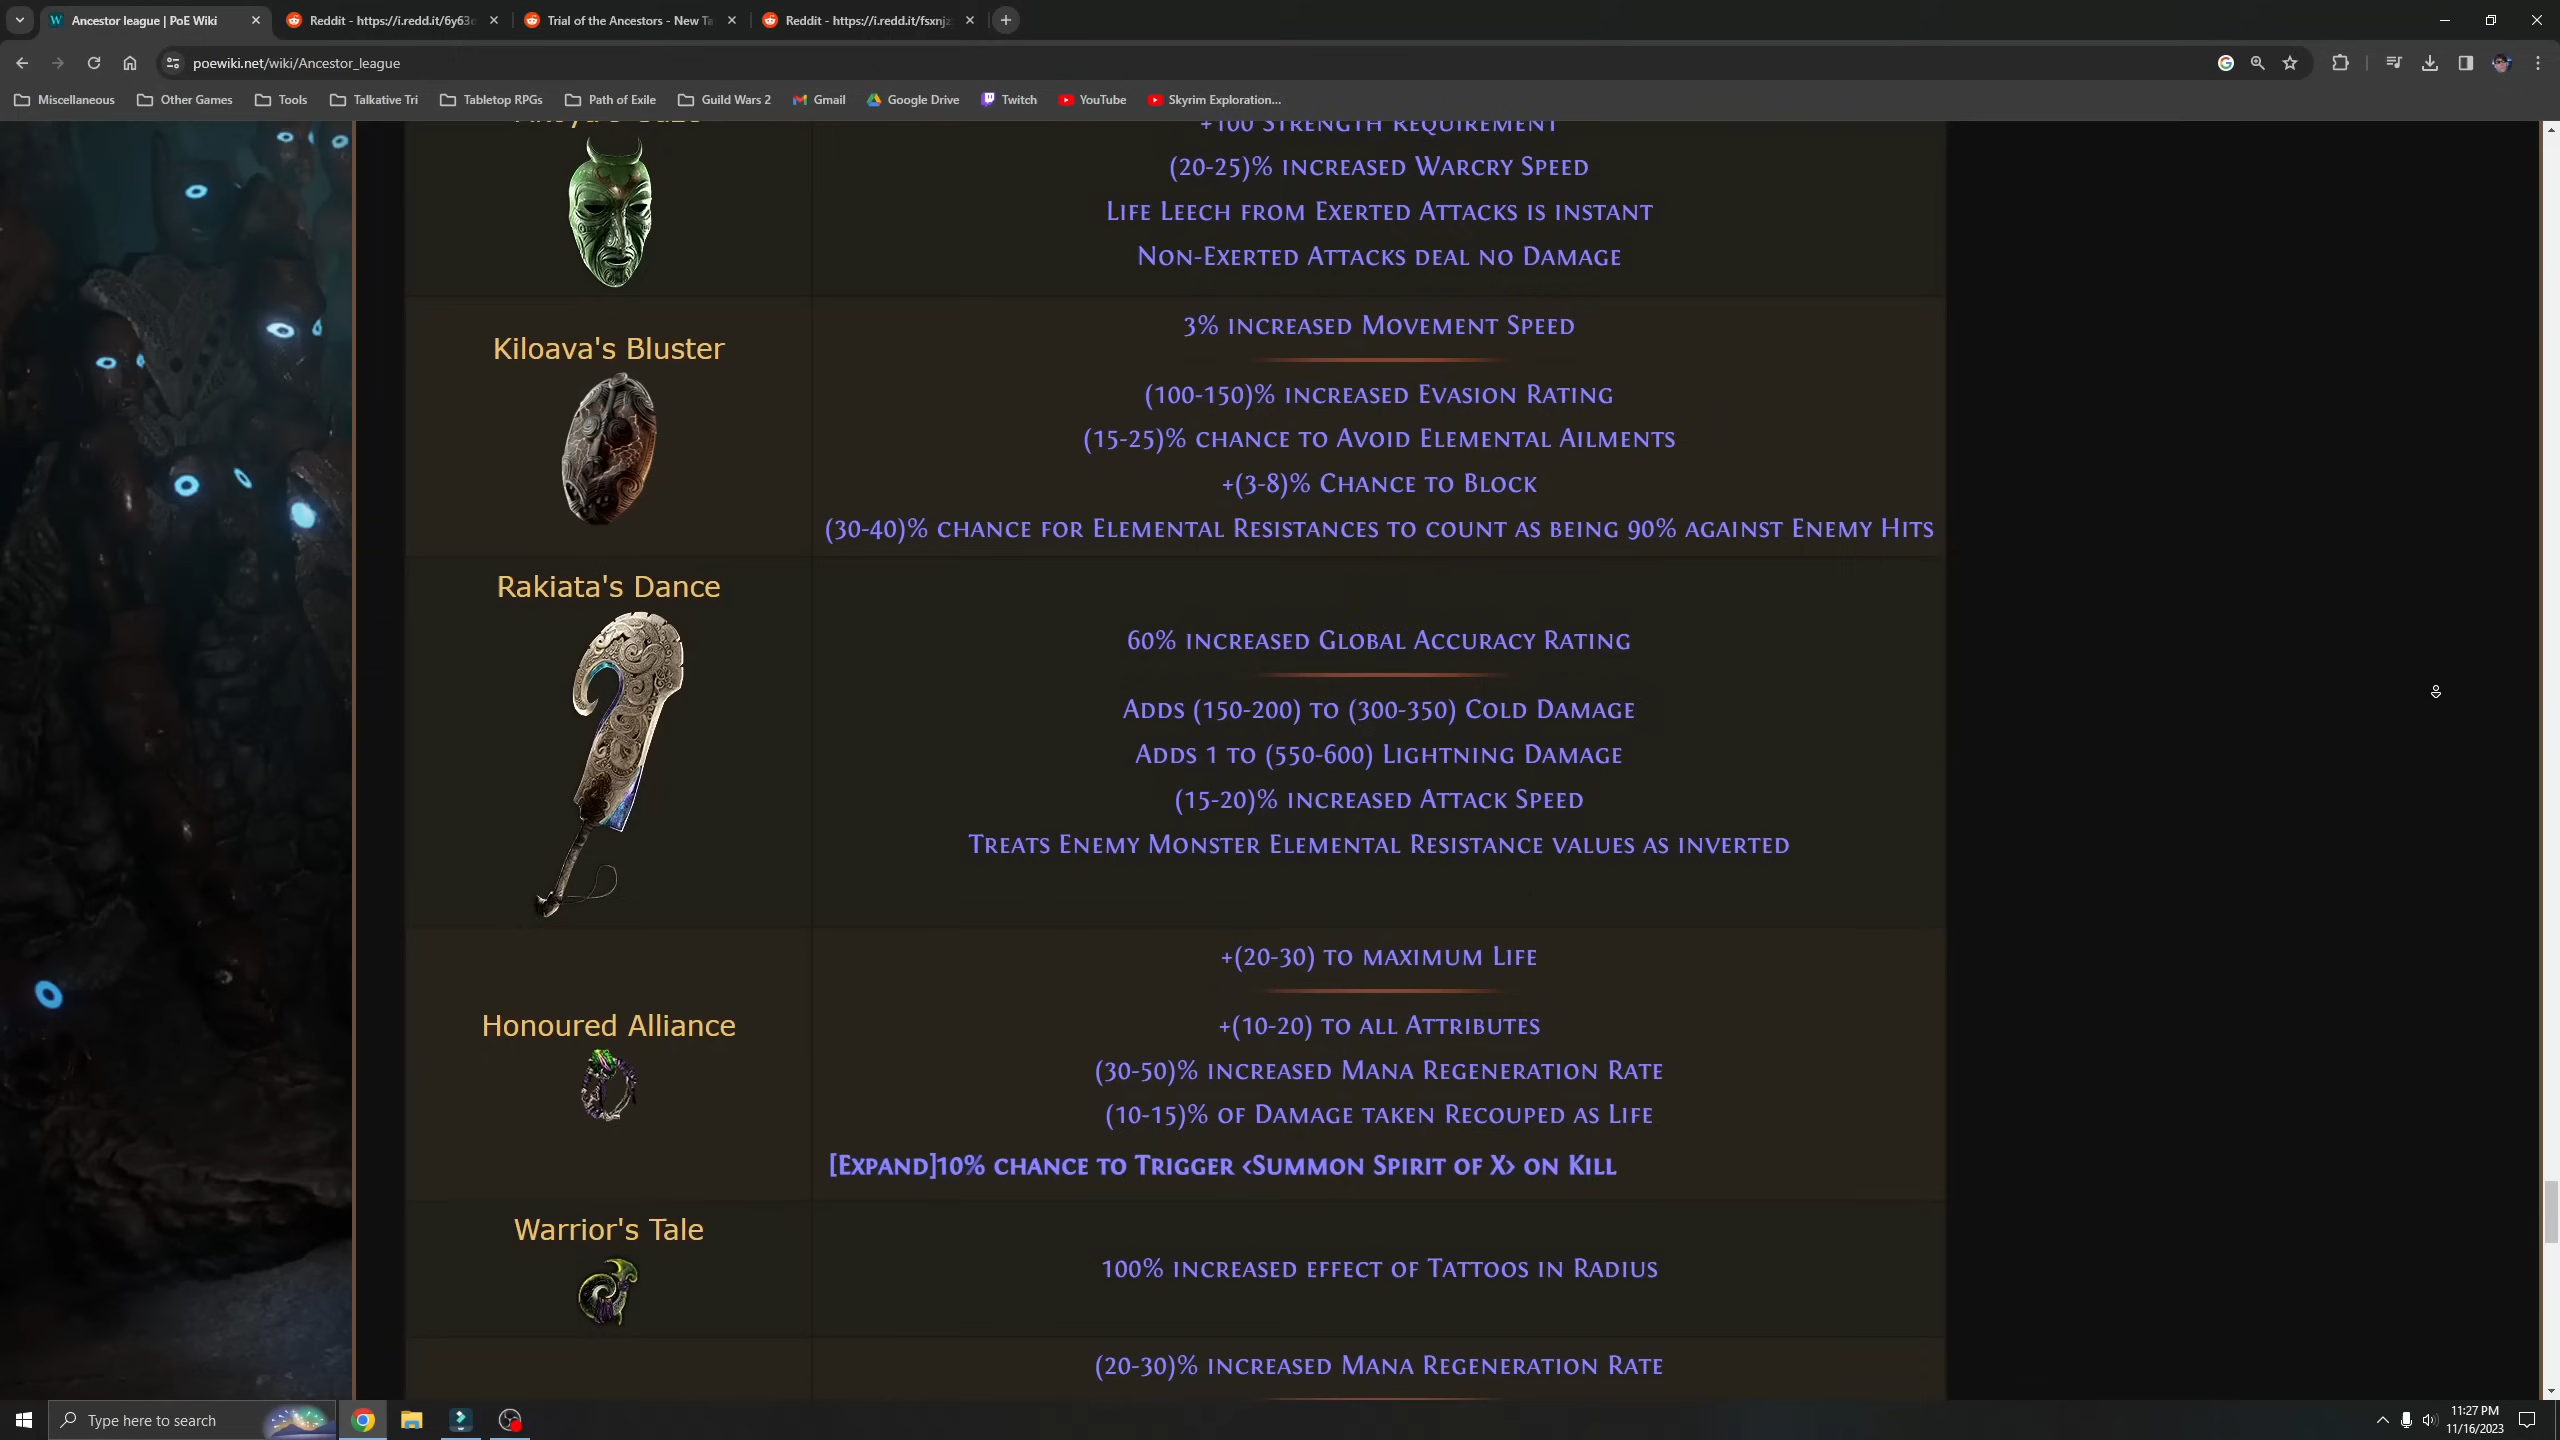 Ancestor league | PoE Wiki
Reddit - https://i.redd.it/6y63
Trial of the Ancestors - New Ta
Reddit - https://i.redd.it/fsxnjz
poewiki.net/wiki/Ancestor_league
Miscellaneous
Other Games
Tools
Talkative Tri
Tabletop RPGs
Path of Exile
Guild Wars 2
Gmail
Google Drive
Twitch
YouTube
Skyrim Exploration...
+100 Strength Requirement
(20-25)% increased Warcry Speed
Life Leech from Exerted Attacks is instant
Non-Exerted Attacks deal no Damage
Kiloava's Bluster
3% increased Movement Speed
(100-150)% increased Evasion Rating
(15-25)% chance to Avoid Elemental Ailments
+(3-8)% Chance to Block
(30-40)% chance for Elemental Resistances to count as being 90% against Enemy Hits
Rakiata's Dance
60% increased Global Accuracy Rating
Adds (150-200) to (300-350) Cold Damage
Adds 1 to (550-600) Lightning Damage
(15-20)% increased Attack Speed
Treats Enemy Monster Elemental Resistance values as inverted
Honoured Alliance
+(20-30) to maximum Life
+(10-20) to all Attributes
(30-50)% increased Mana Regeneration Rate
(10-15)% of Damage taken Recouped as Life
[Expand]10% chance to Trigger <Summon Spirit of X> on Kill
Warrior's Tale
100% increased effect of Tattoos in Radius
(20-30)% increased Mana Regeneration Rate
Type here to search
11:27 PM
11/16/2023